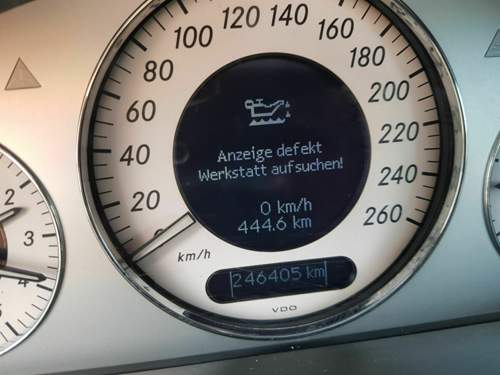 100 120 140
80 160
60 180
40 200
20 220
0 240
260
Anzeige defekt
Werkstatt aufsuchen!
0 km/h
444.6 km
km/h
246405 km
VDO
2
3
4